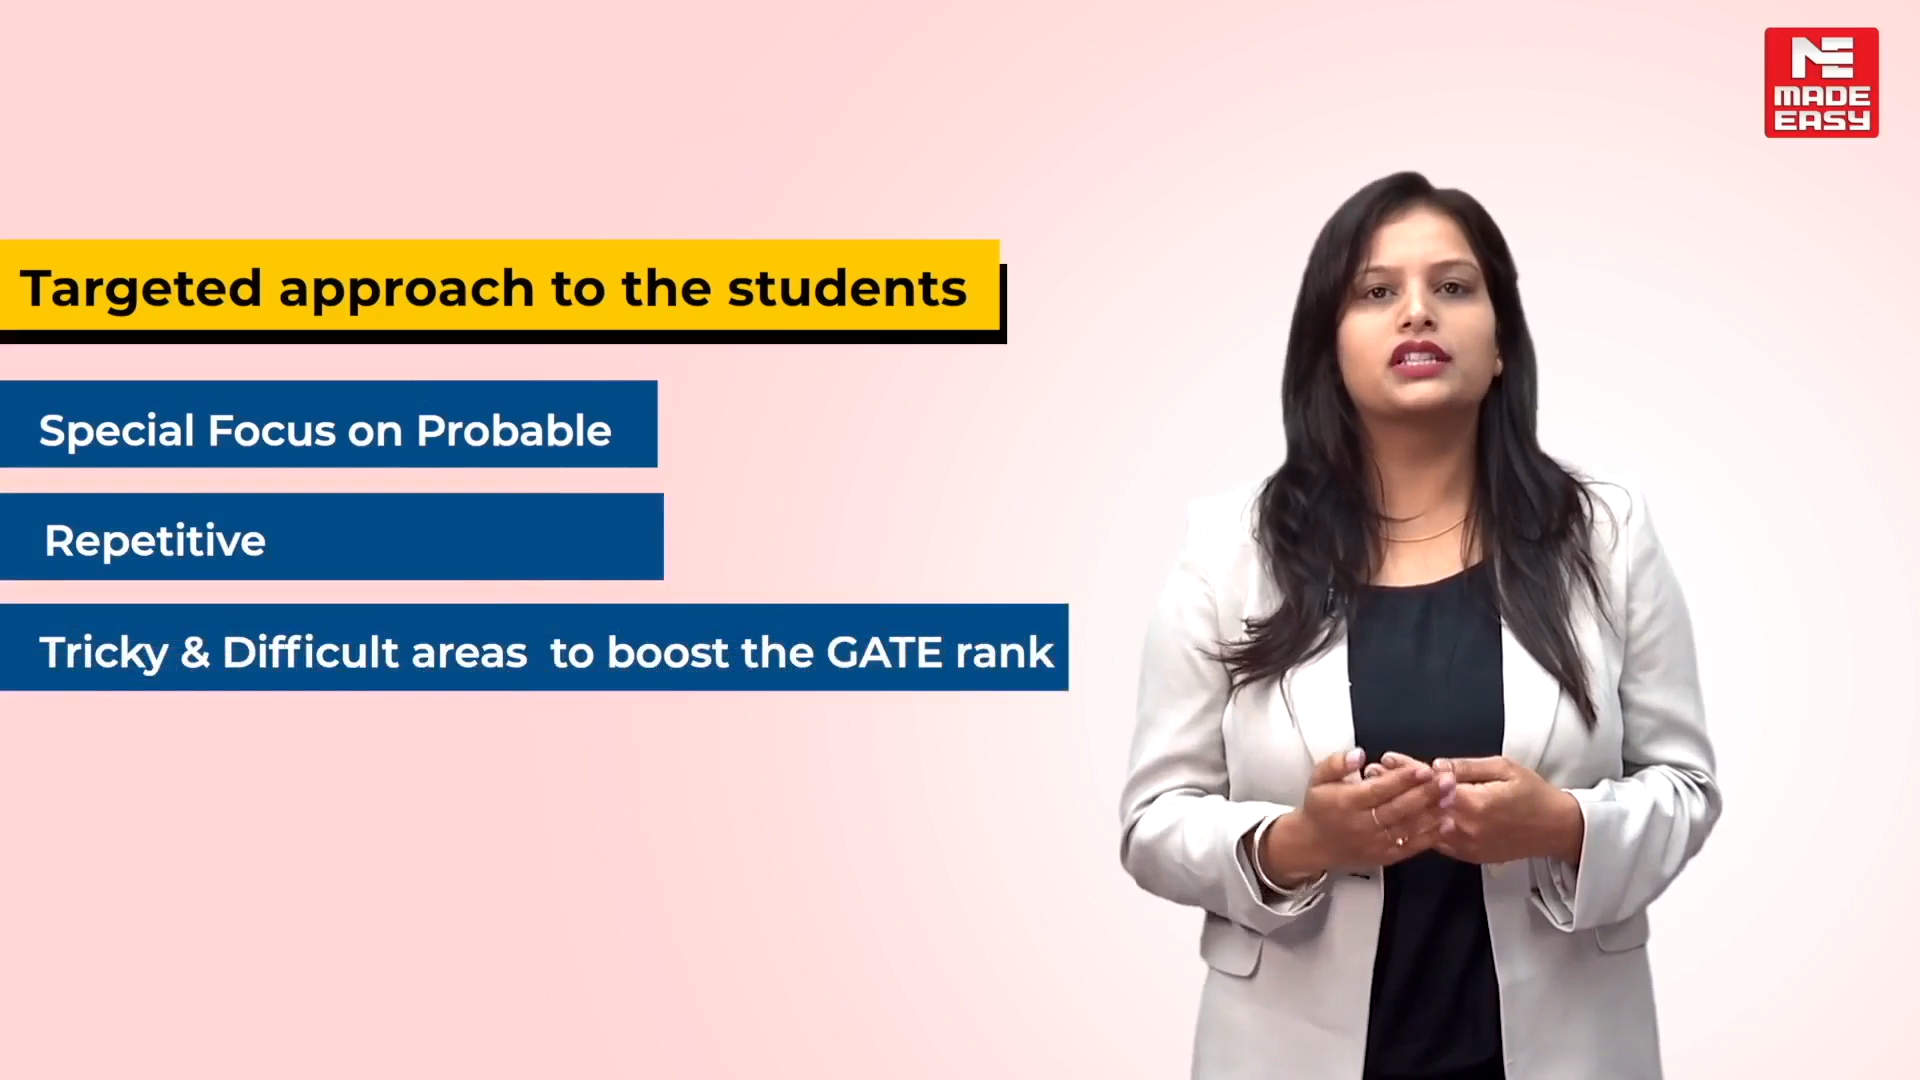 ME
MADE
EASY
Targeted approach to the students
Special Focus on Probable
Repetitive
Tricky & Difficult areas to boost the GATE rank